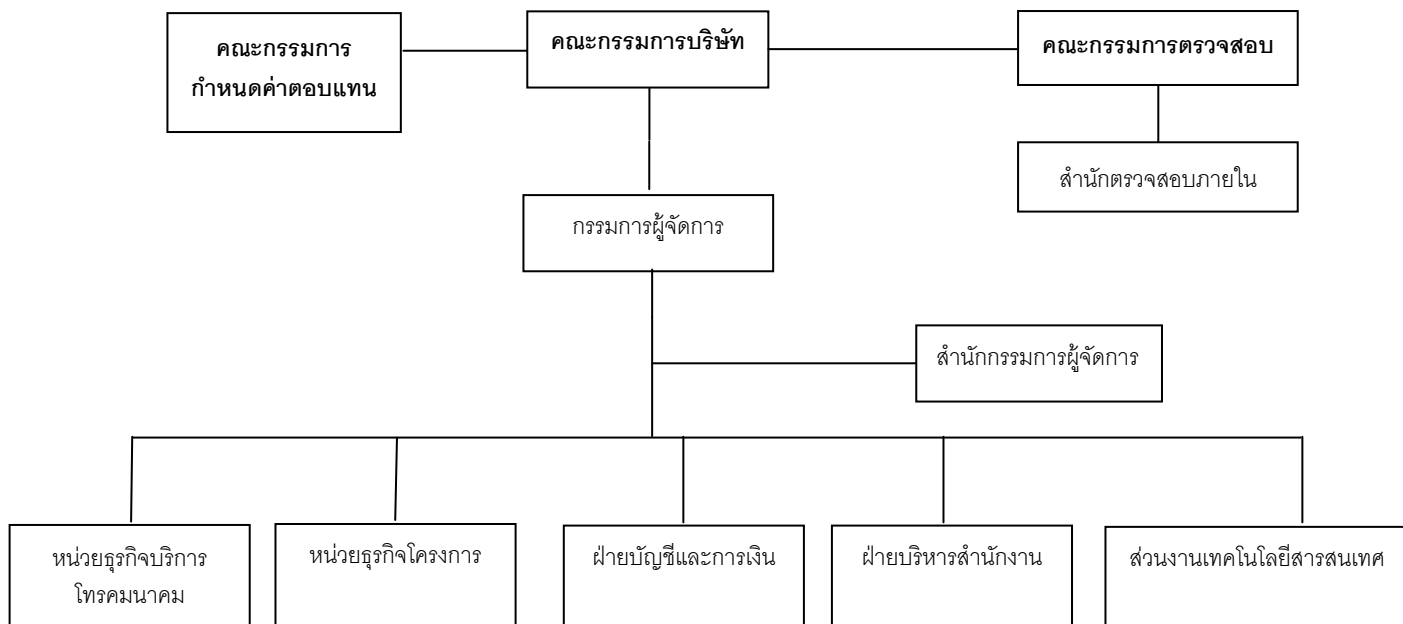 คณะกรรมการ
กำหนดค่าตอบแทน
คณะกรรมการบริษัท
คณะกรรมการตรวจสอบ
สำนักตรวจสอบภายใน
กรรมการผู้จัดการ
สำนักกรรมการผู้จัดการ
หน่วยธุรกิจบริการ
โทรคมนาคม
หน่วยธุรกิจโครงการ
ฝ่ายบัญชีและการเงิน
ฝ่ายบริหารสำนักงาน
ส่วนงานเทคโนโลยีสารสนเทศ